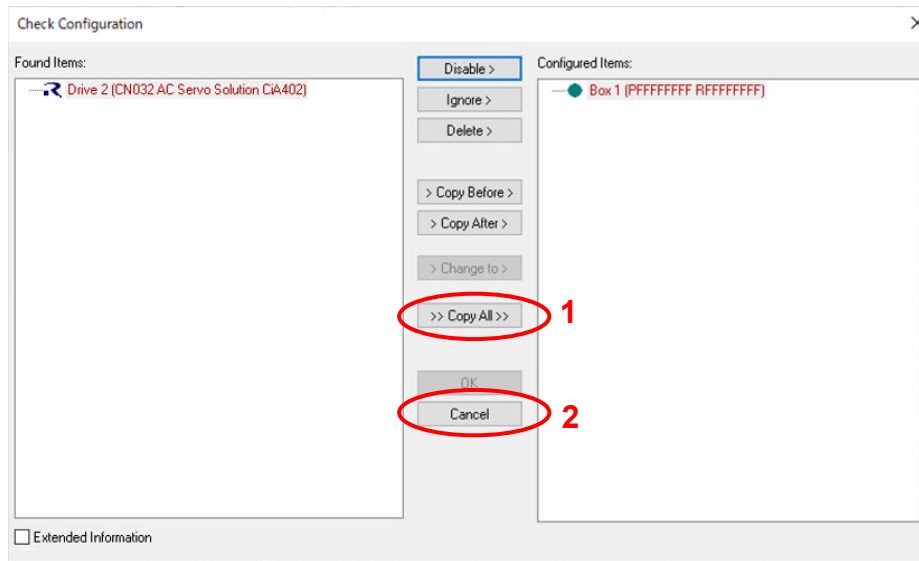 Check Configuration
Found Items:
Drive 2 (CN032 AC Servo Solution CiA402)
Disable >
Ignore >
Delete >
> Copy Before >
> Copy After >
> Change to >
>> Copy All >>
1
OK
Cancel
2
Configured Items:
Box 1 (PFFFFFFFF RFFFFFFFF)
Extended Information